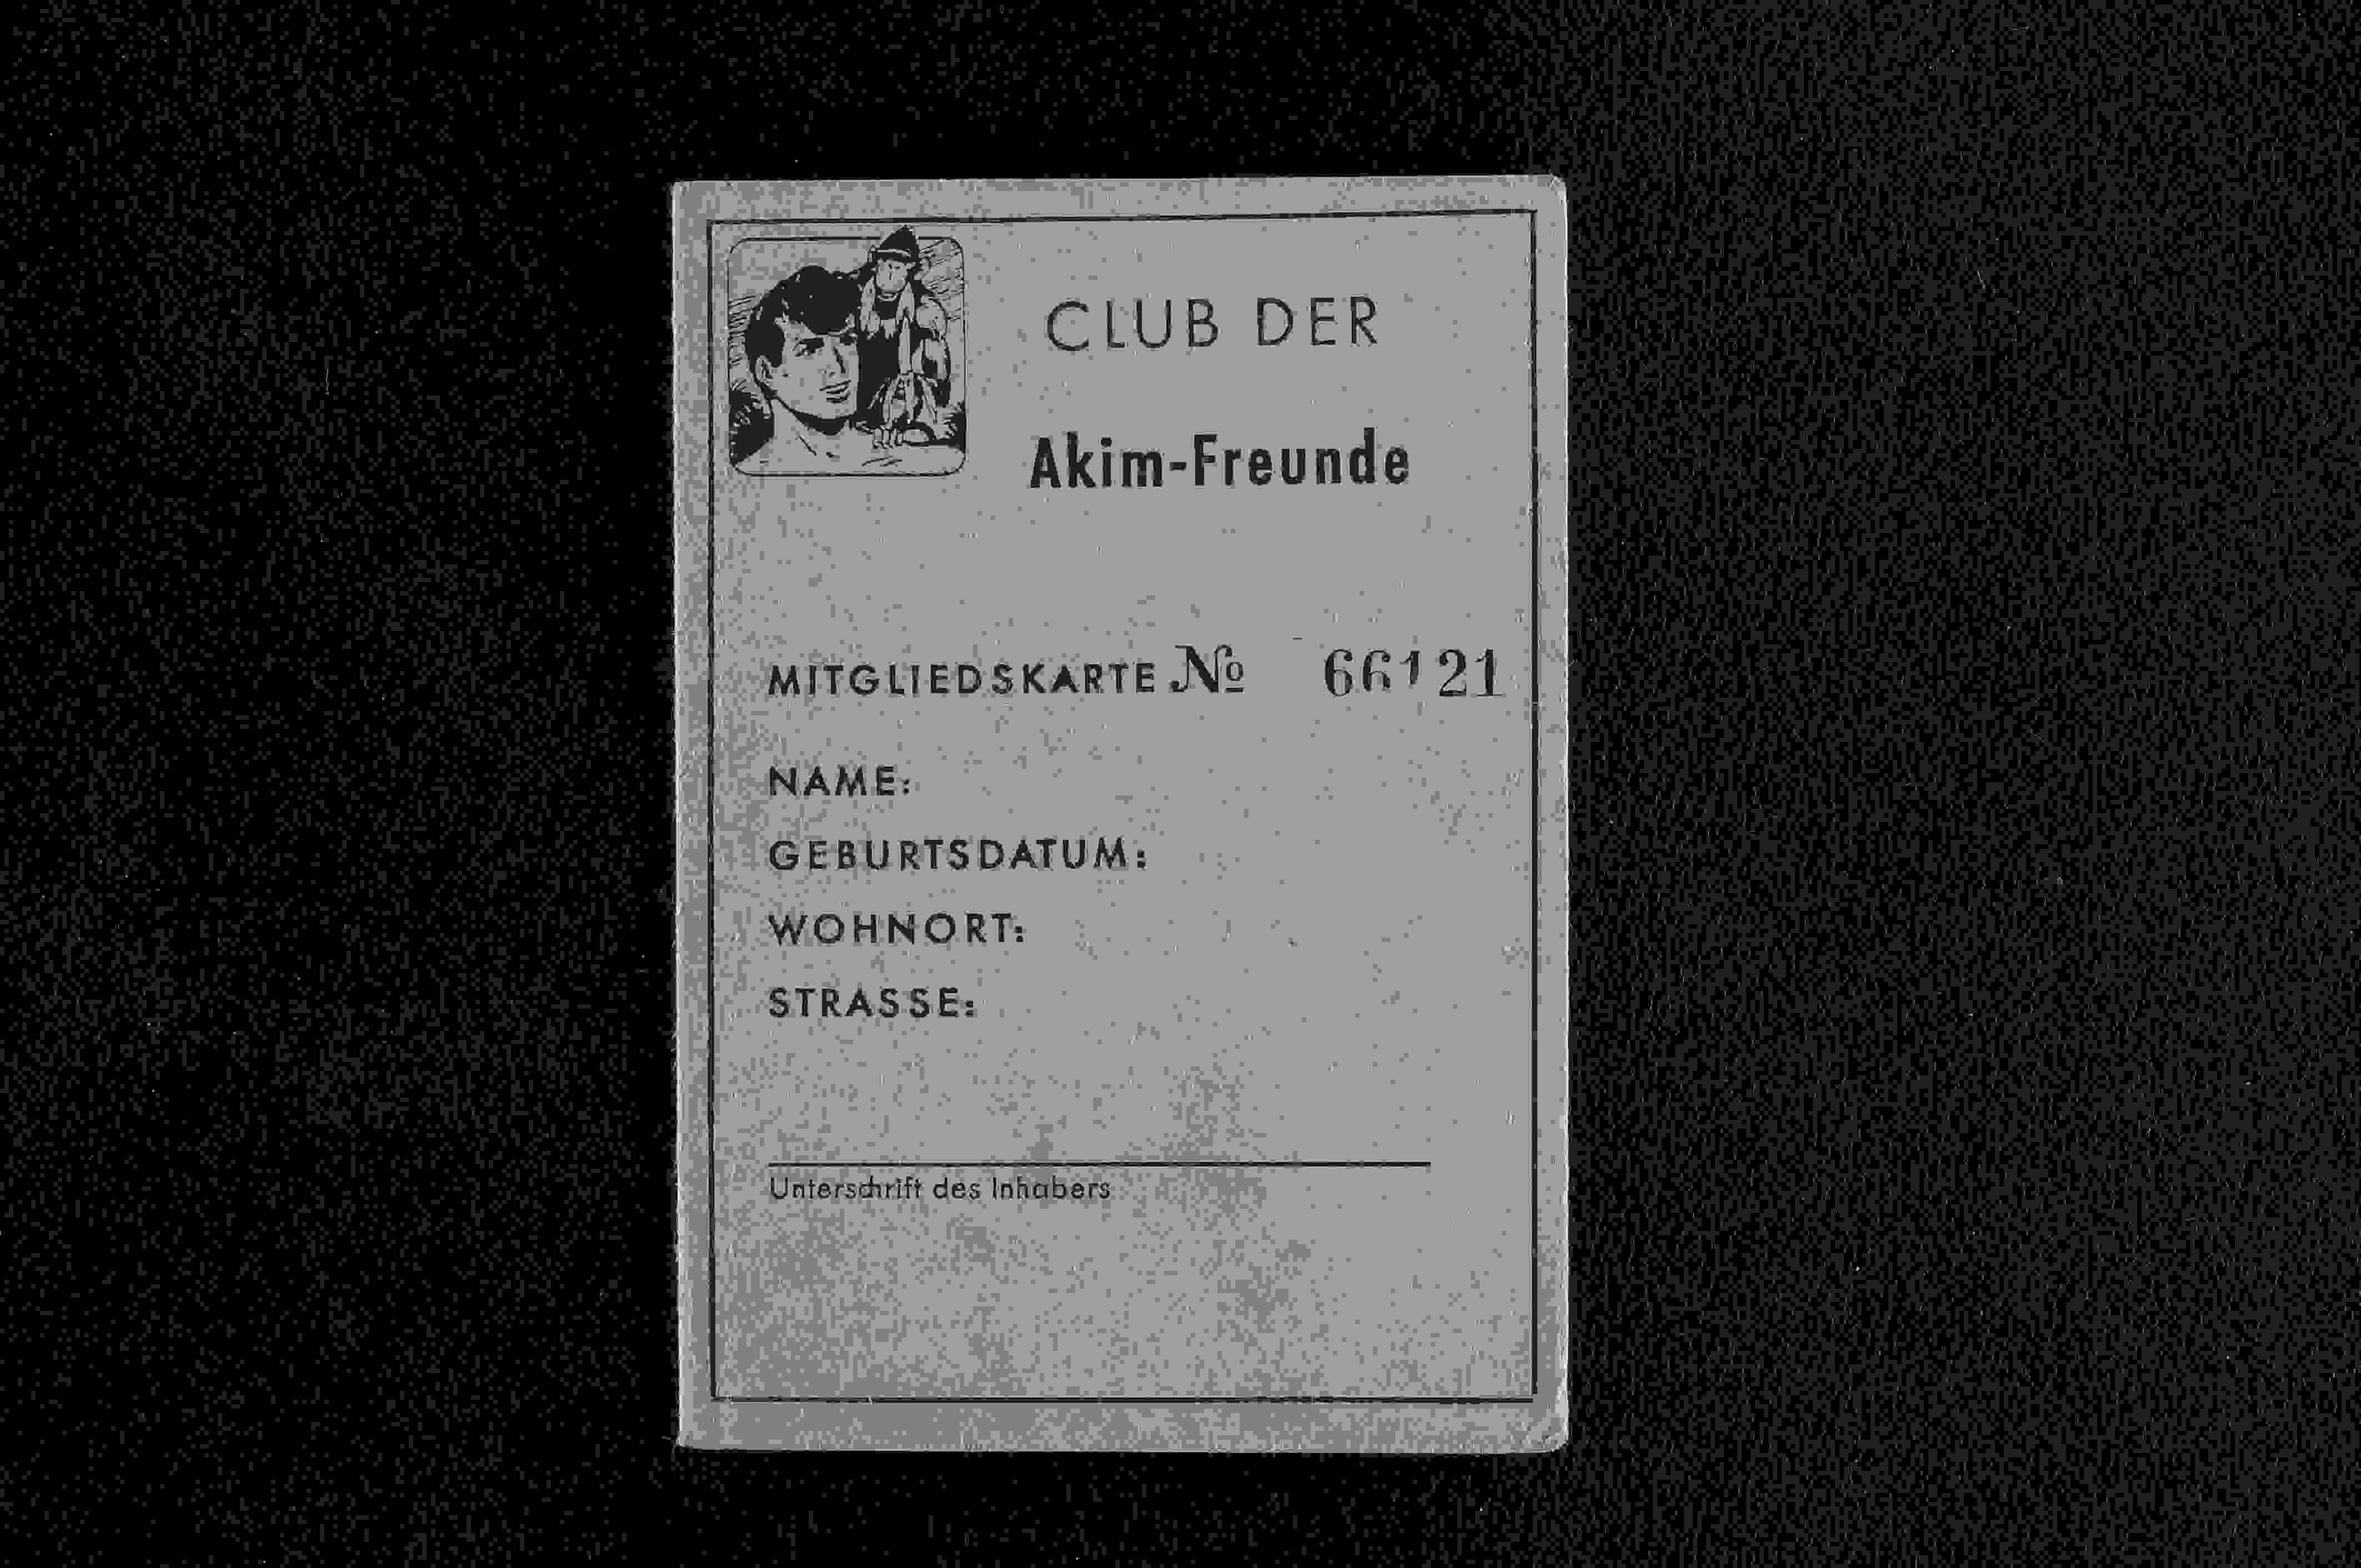 CLUB DER
Akim-Freunde
MITGLIEDSKARTE № 66121
NAME:
GEBURTSDATUM:
WOHNORT:
STRASSE:
Unterschrift des Inhabers